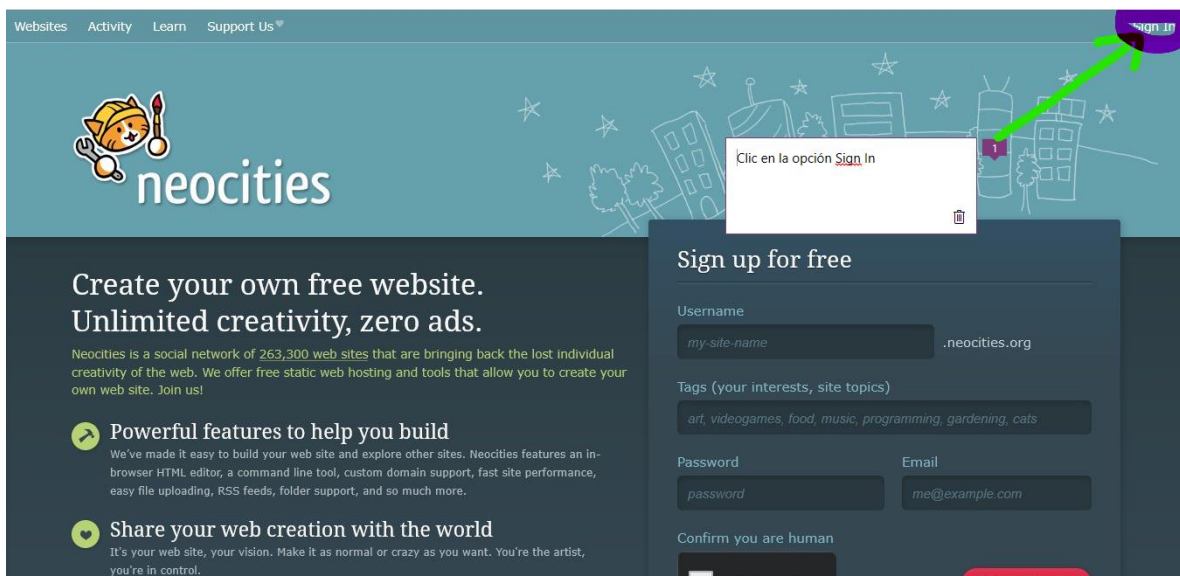 Websites Activity Learn Support Us
Sign In
Clic en la opción Sign In
1
neocities
Create your own free website.
Unlimited creativity, zero ads.
Neocities is a social network of 263,300 web sites that are bringing back the lost individual
creativity of the web. We offer free static web hosting and tools that allow you to create your
own web site. Join us!
Powerful features to help you build
We've made it easy to build your web site and explore other sites. Neocities features an in-
browser HTML editor, a command line tool, custom domain support, fast site performance,
easy file uploading, RSS feeds, folder support, and so much more.
Share your web creation with the world
It's your web site, your vision. Make it as normal or crazy as you want. You're the artist,
you're in control.
Sign up for free
Username
my-site-name .neocities.org
Tags (your interests, site topics)
art, videogames, food, music, programming, gardening, cats
Password Email
password me@example.com
Confirm you are human